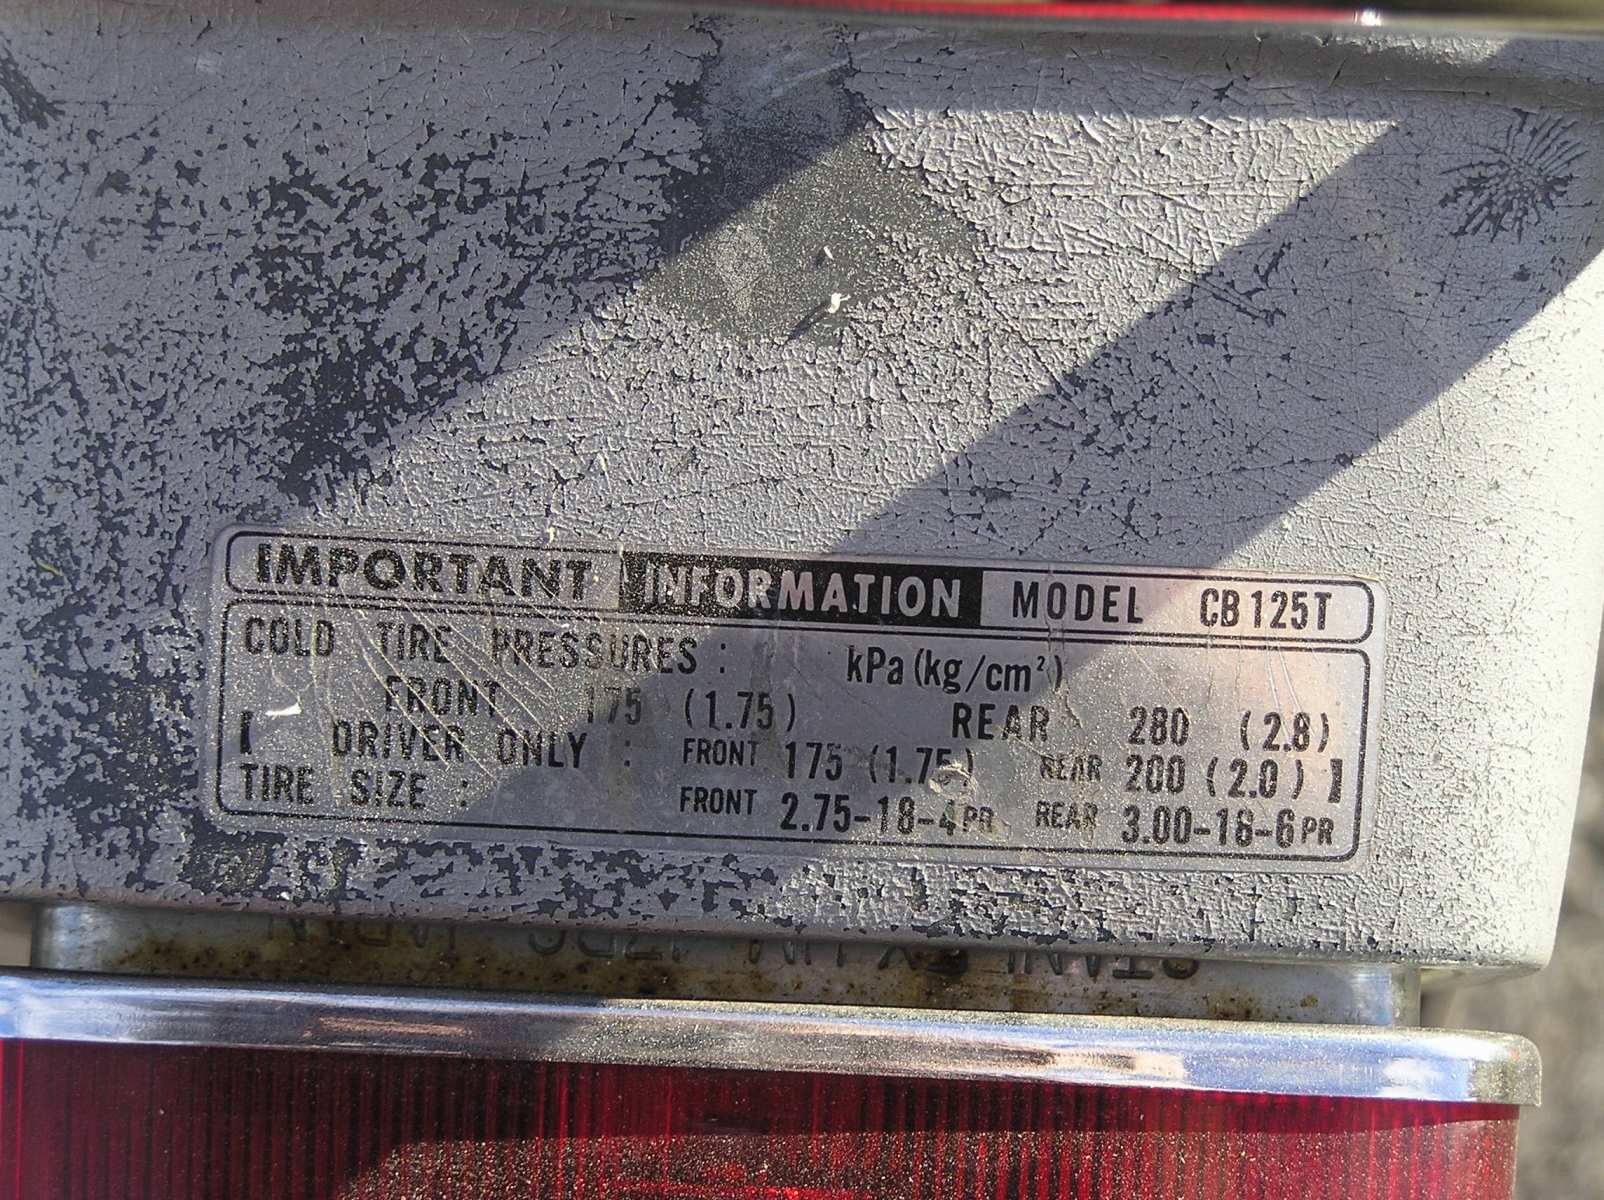 IMPORTANT INFORMATION MODEL CB125T
COLD TIRE PRESSURES : kPa (kg/cm²)
FRONT 175 (1.75) REAR 280 (2.8)
【 DRIVER ONLY : FRONT 175 (1.75) REAR 200 (2.0) 】
TIRE SIZE : FRONT 2.75-18-4PR REAR 3.00-18-6PR
STANLEY JAPAN